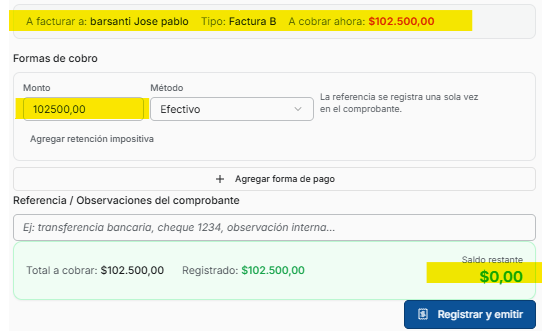 A facturar a: barsanti Jose pablo Tipo: Factura B A cobrar ahora: $102.500,00
Formas de cobro
Monto Método
102500,00 Efectivo
La referencia se registra una sola vez
en el comprobante.
Agregar retención impositiva
+ Agregar forma de pago
Referencia / Observaciones del comprobante
Ej: transferencia bancaria, cheque 1234, observación interna...
Total a cobrar: $102.500,00 Registrado: $102.500,00
Saldo restante
$0,00
Registrar y emitir